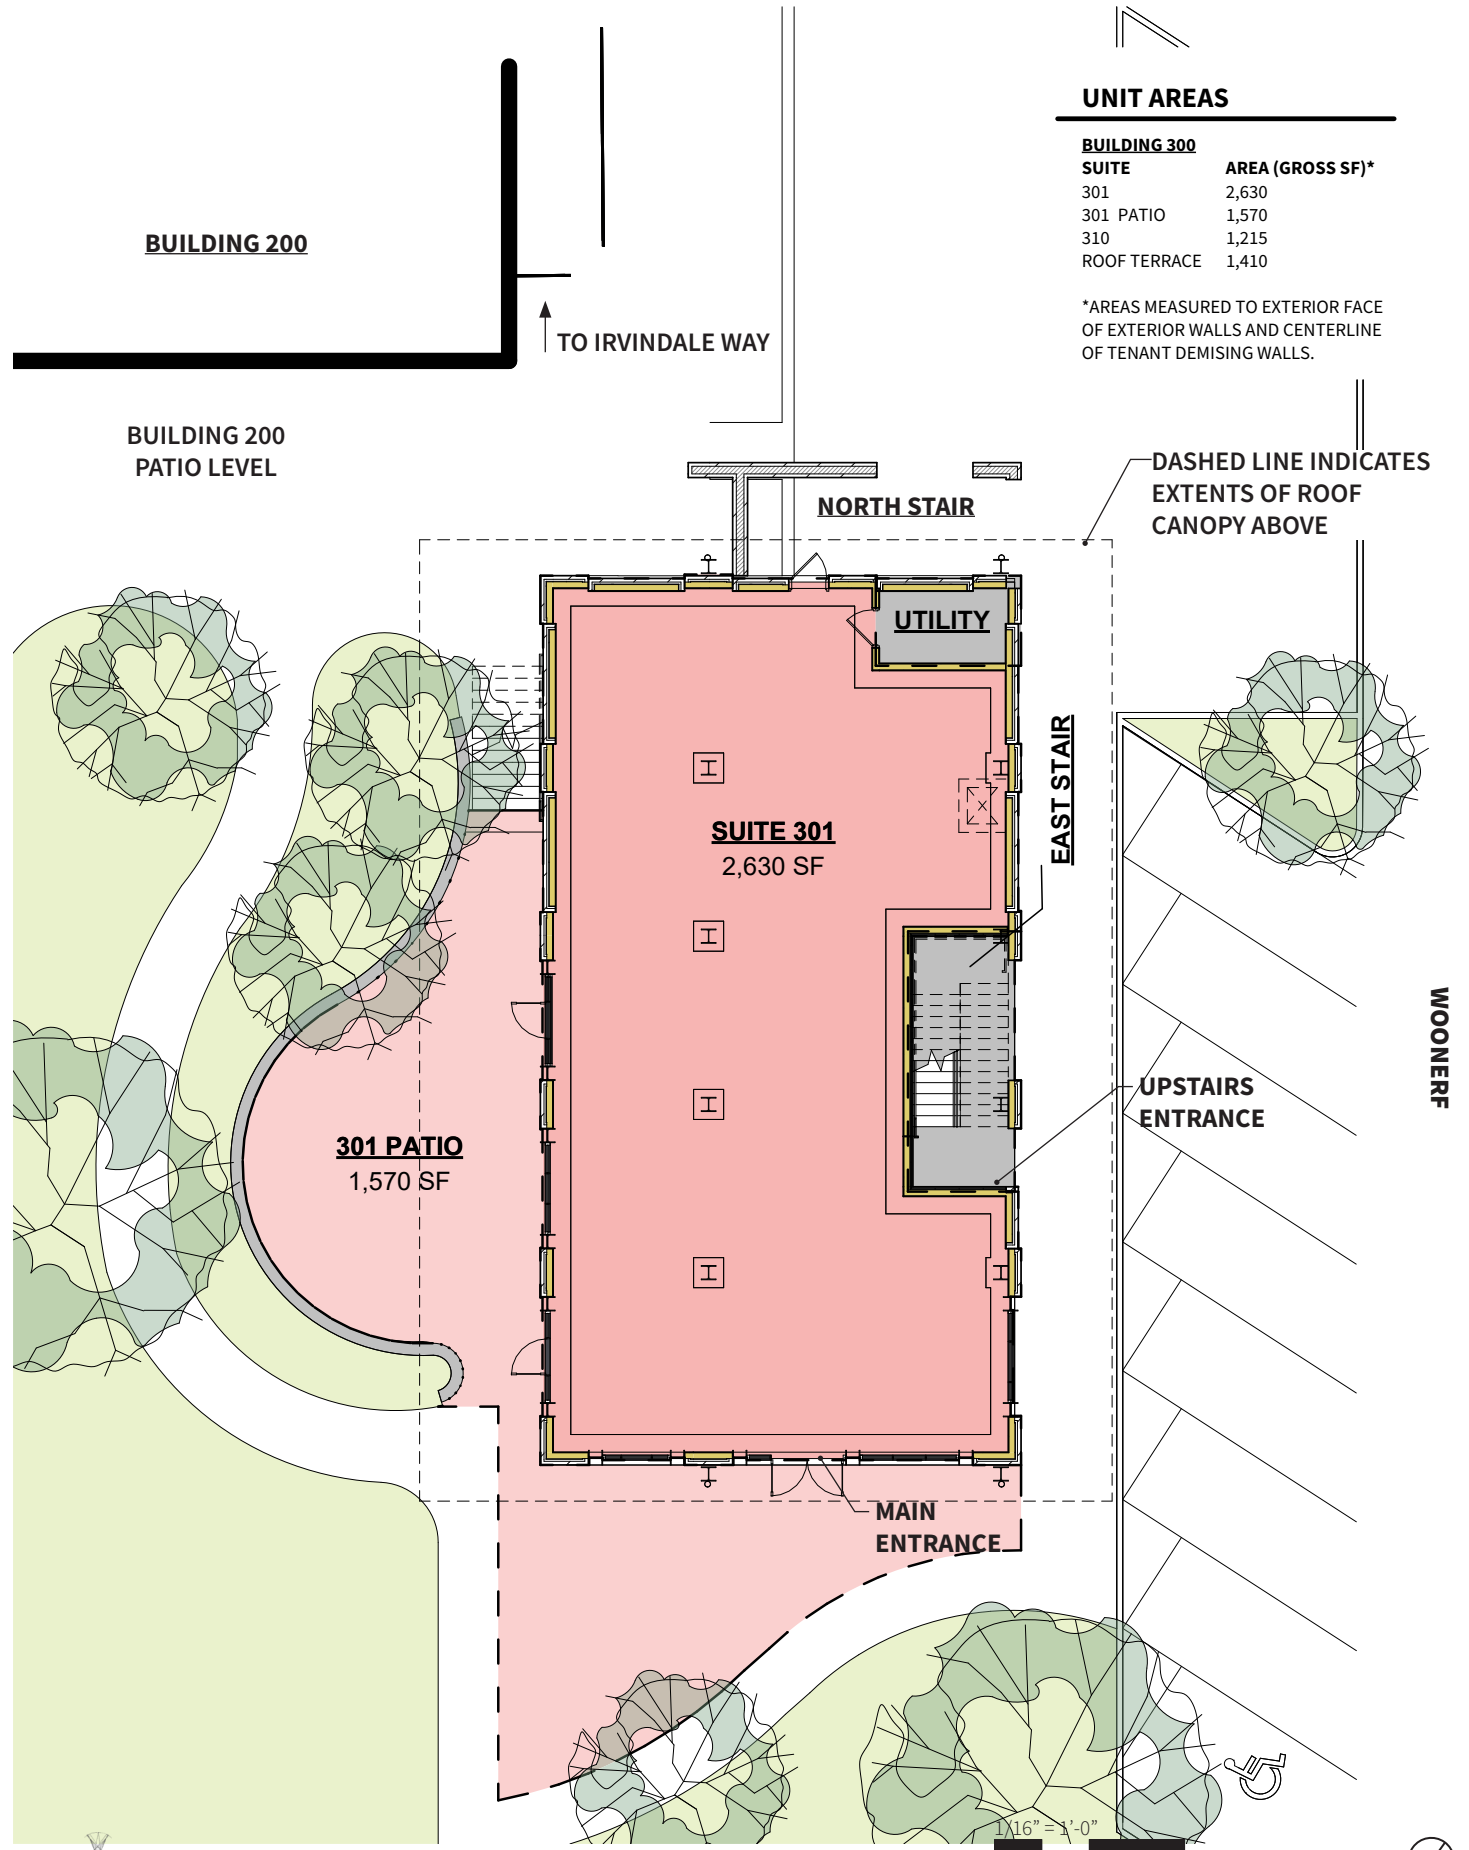 UNIT AREAS
BUILDING 300
SUITE AREA (GROSS SF)*
301 2,630
301 PATIO 1,570
310 1,215
ROOF TERRACE 1,410
*AREAS MEASURED TO EXTERIOR FACE
OF EXTERIOR WALLS AND CENTERLINE
OF TENANT DEMISING WALLS.
BUILDING 200
TO IRVINDALE WAY
BUILDING 200
PATIO LEVEL
DASHED LINE INDICATES
EXTENTS OF ROOF
CANOPY ABOVE
NORTH STAIR
UTILITY
EAST STAIR
SUITE 301
2,630 SF
WOONERF
UPSTAIRS
ENTRANCE
301 PATIO
1,570 SF
MAIN
ENTRANCE
1/16" = 1'-0"